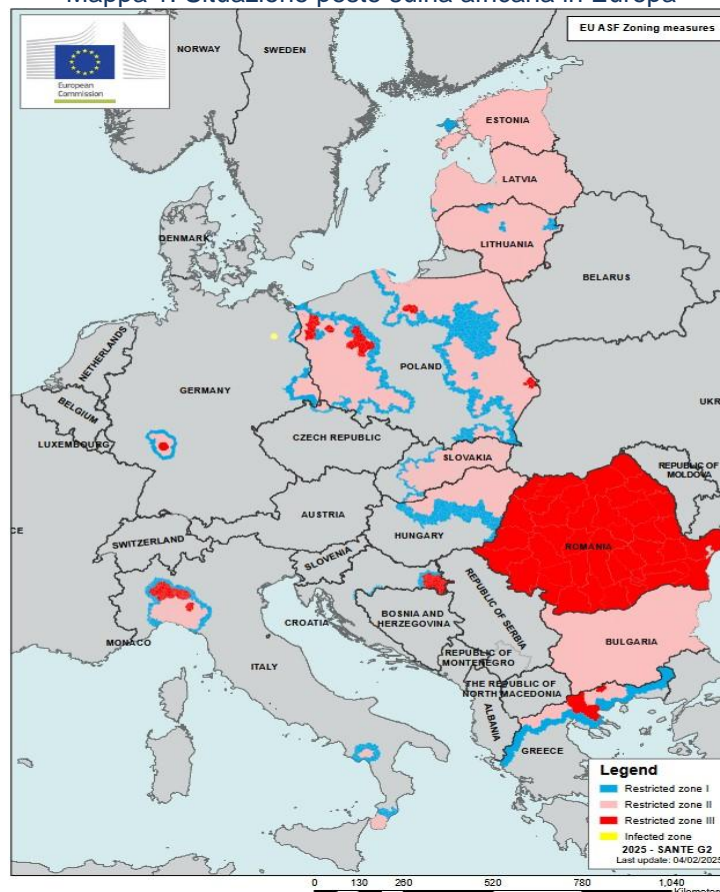 Mappa 1: Situazione peste suina africana in Europa
EU ASF Zoning measures
European
Commission
NORWAY
SWEDEN
ESTONIA
LATVIA
DENMARK
LITHUANIA
BELARUS
NETHERLANDS
GERMANY
POLAND
BELGIUM
UKR
LUXEMBOURG
CZECH REPUBLIC
SLOVAKIA
REPUBLIC OF
MOLDOVA
AUSTRIA
CE
HUNGARY
SWITZERLAND
ROMANIA
SLOVENIA
CROATIA
BOSNIA AND
HERZEGOVINA
REPUBLIC OF SERBIA
MONACO
BULGARIA
ITALY
REPUBLIC OF
MONTENEGRO
THE REPUBLIC OF
NORTH MACEDONIA
ALBANIA
GREECE
Legend
Restricted zone I
Restricted zone II
Restricted zone III
Infected zone
2025 - SANTE G2
Last update: 04/02/2025
0 130 260 520 780 1,040
Kilometers